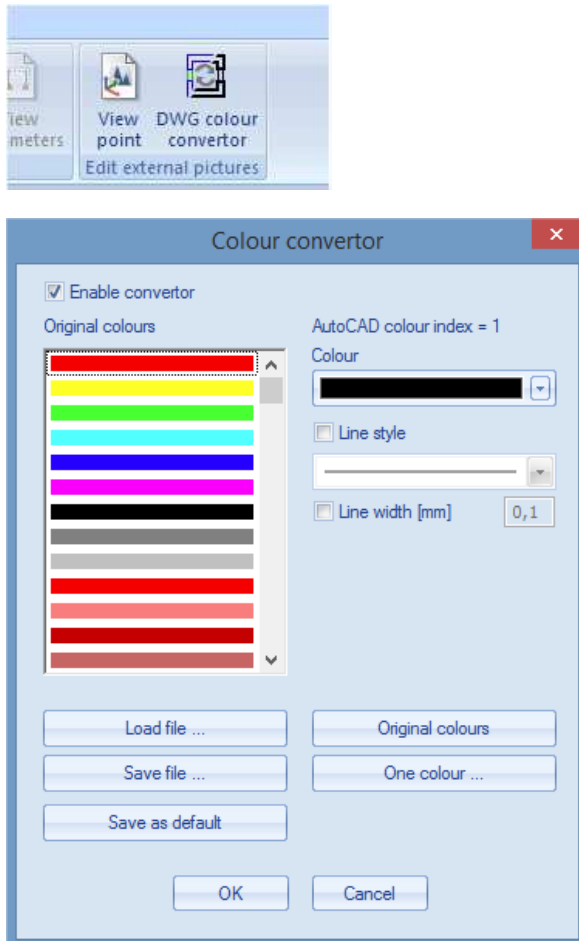 View DWG colour
point convertor
meters
Edit external pictures
Colour convertor
Enable convertor
Original colours
AutoCAD colour index = 1
Colour
Line style
Line width [mm] 0,1
Load file ...
Original colours
Save file ...
One colour ...
Save as default
OK
Cancel